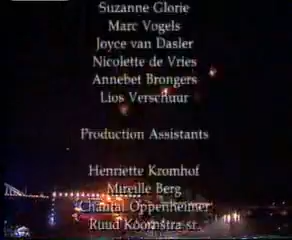 Suzanne Glorie
Marc Vogels
Joyce van Dasler
Nicolette de Vries
Annebet Brongers
Lios Verschuur
Production Assistants
Henriette Kromhof
Mireille Berg
Chantal Oppenheimer
Ruud Koornstra sr.